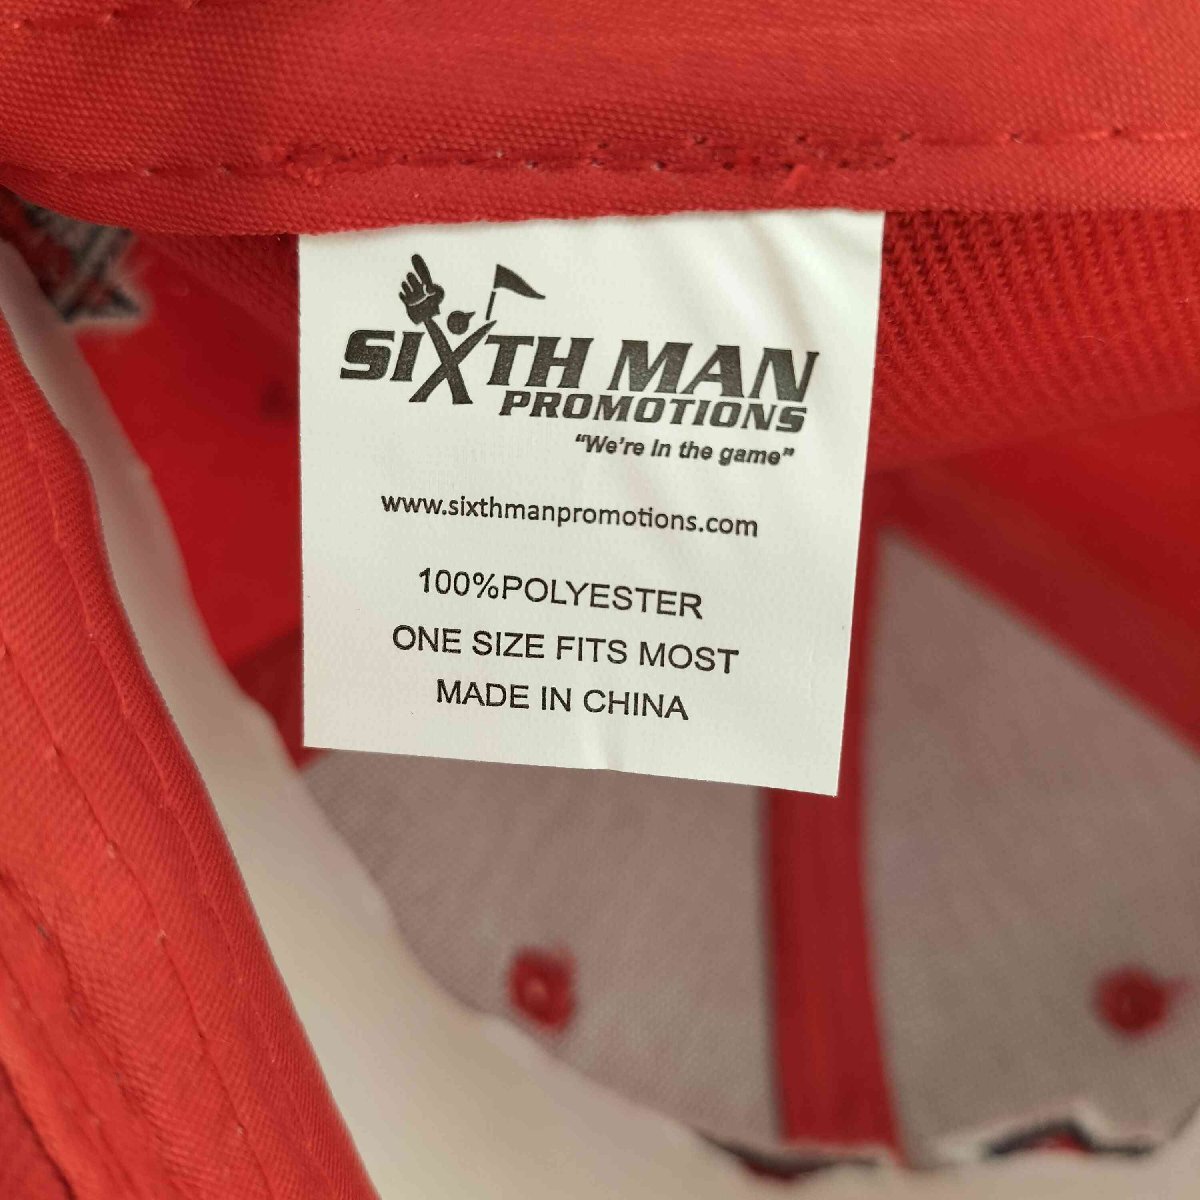 SIXTH MAN
PROMOTIONS
“We're in the game”
www.sixthmanpromotions.com
100%POLYESTER
ONE SIZE FITS MOST
MADE IN CHINA